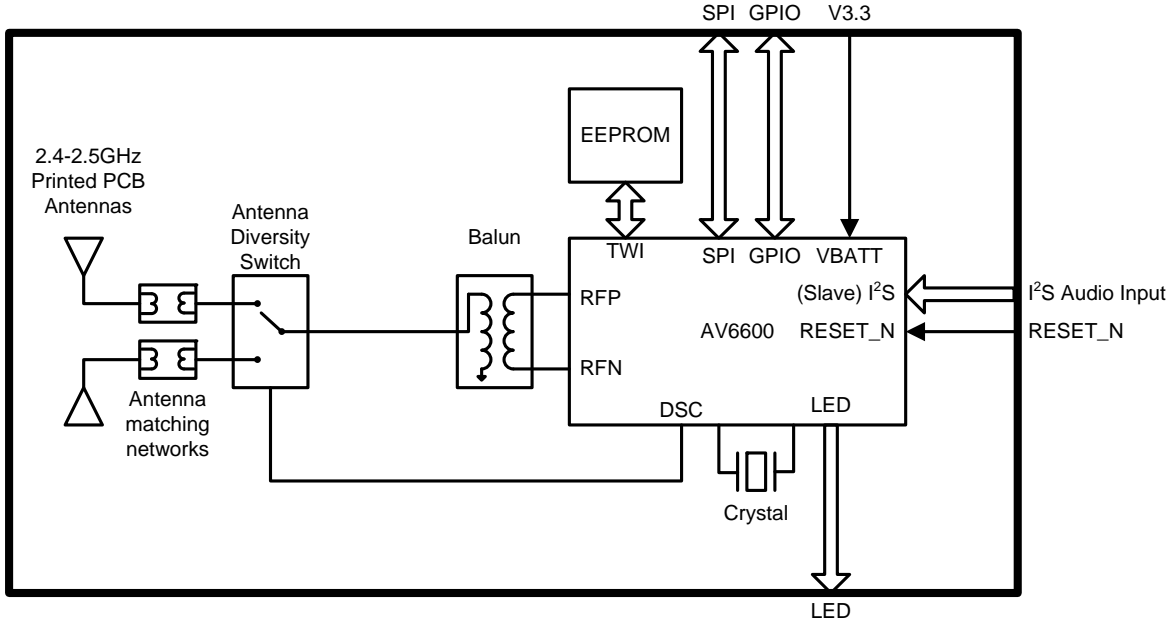 SPI GPIO V3.3
EEPROM
2.4-2.5GHz
Printed PCB
Antennas
Antenna
Diversity
Switch
Balun
TWI SPI GPIO VBATT
RFP
(Slave) I²S
I²S Audio Input
AV6600
RESET_N
RESET_N
RFN
Antenna
matching
networks
DSC
LED
Crystal
LED